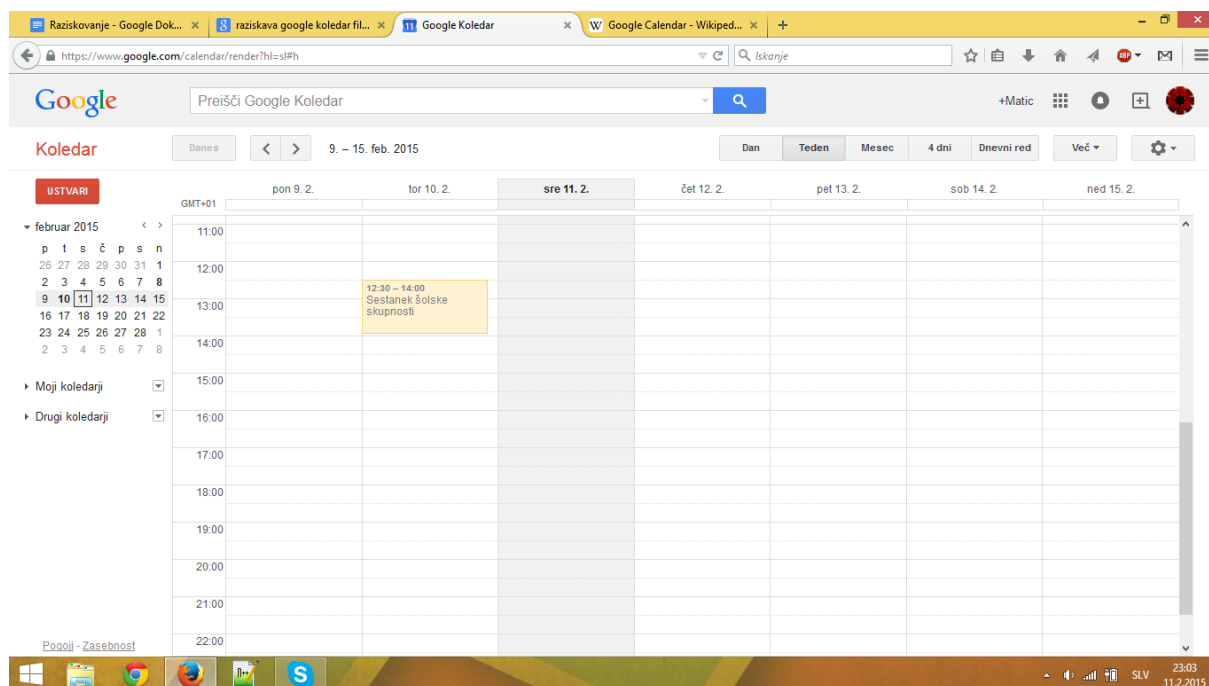 Raziskovanje - Google Dok...
raziskava google koledar fil...
Google Koledar
Google Calendar - Wikiped...
https://www.google.com/calendar/render?hl=sl#h
Iskanje
Google
Preišči Google Koledar
+Matic
Koledar
Danes
9. – 15. feb. 2015
Dan
Teden
Mesec
4 dni
Dnevni red
Več
USTVARI
GMT+01
pon 9. 2.
tor 10. 2.
sre 11. 2.
čet 12. 2.
pet 13. 2.
sob 14. 2.
ned 15. 2.
februar 2015
p t s č p s n
26 27 28 29 30 31 1
2 3 4 5 6 7 8
9 10 11 12 13 14 15
16 17 18 19 20 21 22
23 24 25 26 27 28 1
2 3 4 5 6 7 8
Moji koledarji
Drugi koledarji
11:00
12:00
12:30 – 14:00
Sestanek šolske
skupnosti
13:00
14:00
15:00
16:00
17:00
18:00
19:00
20:00
21:00
22:00
Pogoji - Zasebnost
SLV
23:03
11.2.2015